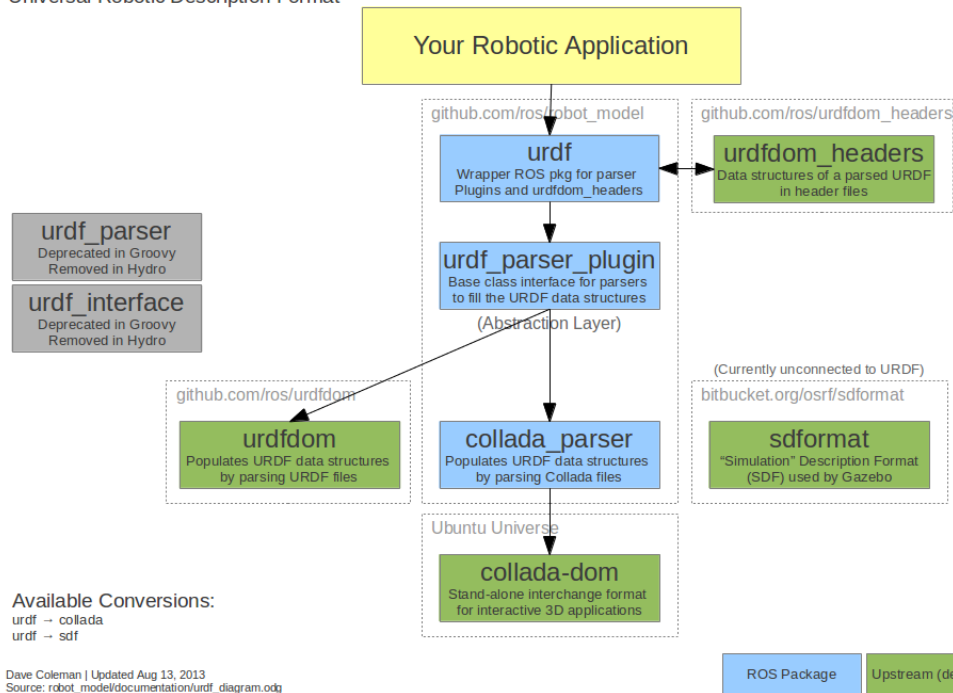 Universal Robotic Description Format
Your Robotic Application
github.com/ros/robot_model
github.com/ros/urdfdom_headers
urdf
Wrapper ROS pkg for parser
Plugins and urdfdom_headers
urdfdom_headers
Data structures of a parsed URDF
in header files
urdf_parser
Deprecated in Groovy
Removed in Hydro
urdf_interface
Deprecated in Groovy
Removed in Hydro
urdf_parser_plugin
Base class interface for parsers
to fill the URDF data structures
(Abstraction Layer)
(Currently unconnected to URDF)
github.com/ros/urdfdom
bitbucket.org/osrf/sdformat
urdfdom
Populates URDF data structures
by parsing URDF files
collada_parser
Populates URDF data structures
by parsing Collada files
sdformat
“Simulation” Description Format
(SDF) used by Gazebo
Ubuntu Universe
collada-dom
Stand-alone interchange format
for interactive 3D applications
Available Conversions:
urdf → collada
urdf → sdf
Dave Coleman | Updated Aug 13, 2013
Source: robot_model/documentation/urdf_diagram.odg
ROS Package
Upstream